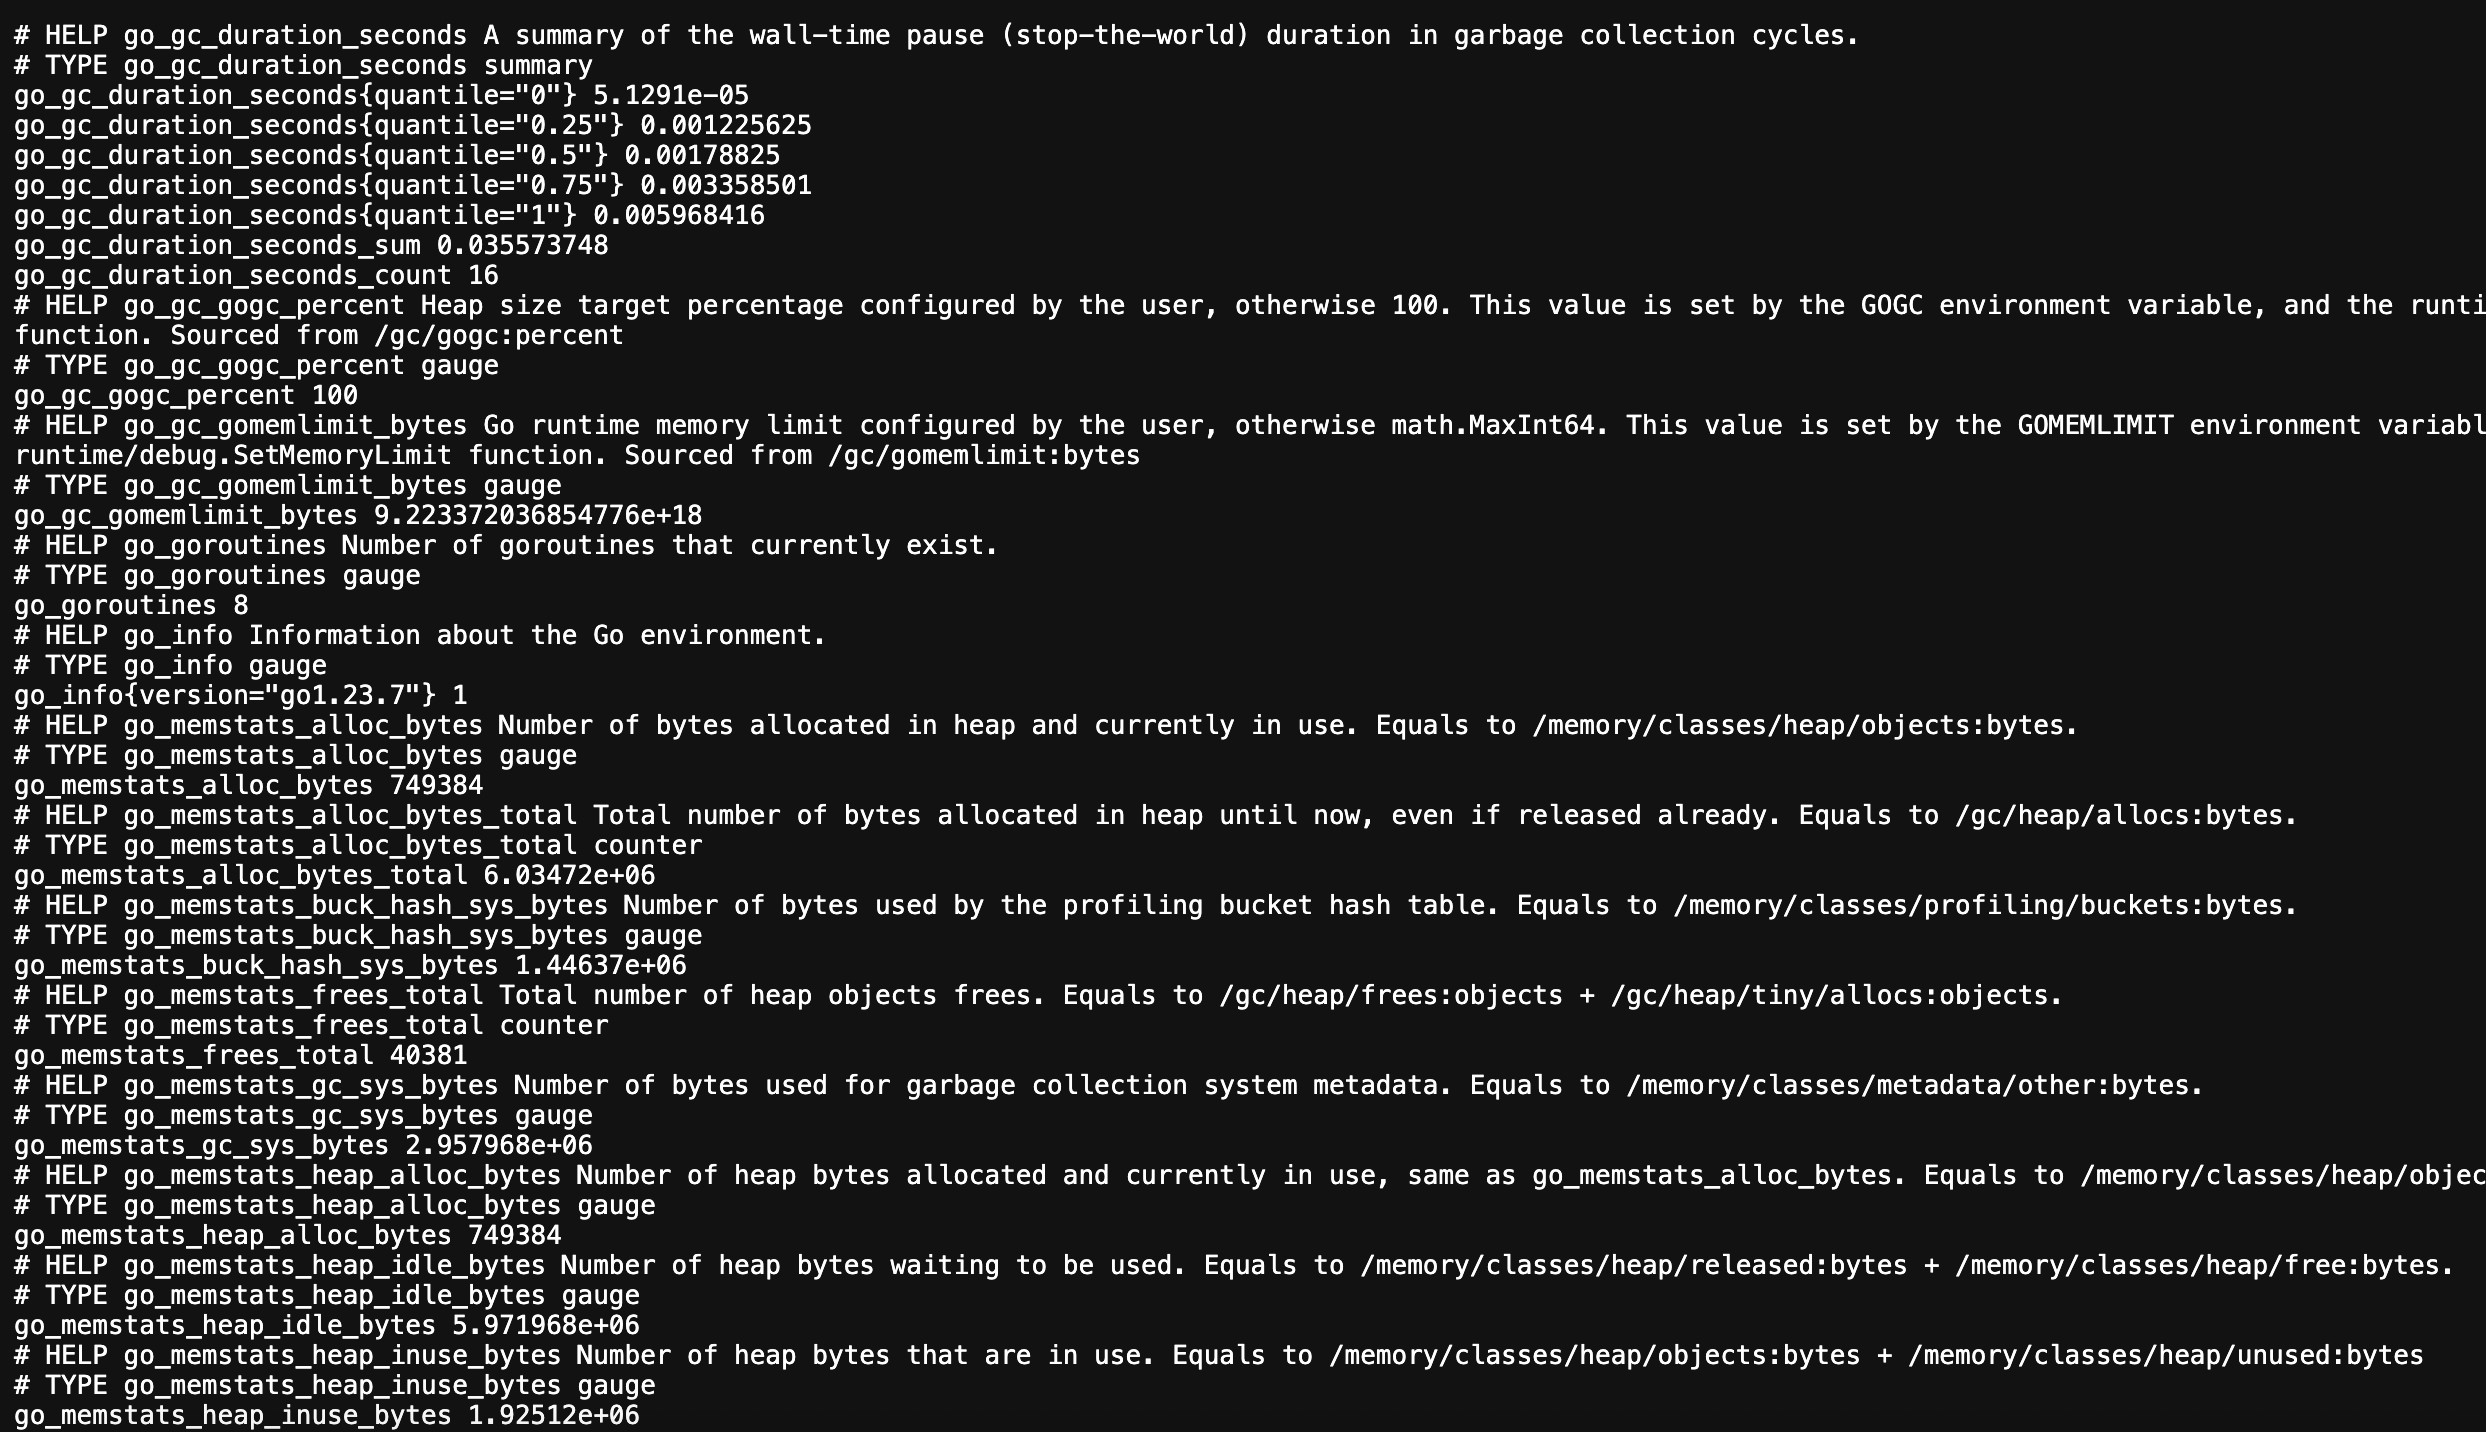 # HELP go_gc_duration_seconds A summary of the wall-time pause (stop-the-world) duration in garbage collection cycles.
# TYPE go_gc_duration_seconds summary
go_gc_duration_seconds{quantile="0"} 5.1291e-05
go_gc_duration_seconds{quantile="0.25"} 0.001225625
go_gc_duration_seconds{quantile="0.5"} 0.00178825
go_gc_duration_seconds{quantile="0.75"} 0.003358501
go_gc_duration_seconds{quantile="1"} 0.005968416
go_gc_duration_seconds_sum 0.035573748
go_gc_duration_seconds_count 16
# HELP go_gc_gogc_percent Heap size target percentage configured by the user, otherwise 100. This value is set by the GOGC environment variable, and the runti
function. Sourced from /gc/gogc:percent
# TYPE go_gc_gogc_percent gauge
go_gc_gogc_percent 100
# HELP go_gc_gomemlimit_bytes Go runtime memory limit configured by the user, otherwise math.MaxInt64. This value is set by the GOMEMLIMIT environment variabl
runtime/debug.SetMemoryLimit function. Sourced from /gc/gomemlimit:bytes
# TYPE go_gc_gomemlimit_bytes gauge
go_gc_gomemlimit_bytes 9.223372036854776e+18
# HELP go_goroutines Number of goroutines that currently exist.
# TYPE go_goroutines gauge
go_goroutines 8
# HELP go_info Information about the Go environment.
# TYPE go_info gauge
go_info{version="go1.23.7"} 1
# HELP go_memstats_alloc_bytes Number of bytes allocated in heap and currently in use. Equals to /memory/classes/heap/objects:bytes.
# TYPE go_memstats_alloc_bytes gauge
go_memstats_alloc_bytes 749384
# HELP go_memstats_alloc_bytes_total Total number of bytes allocated in heap until now, even if released already. Equals to /gc/heap/allocs:bytes.
# TYPE go_memstats_alloc_bytes_total counter
go_memstats_alloc_bytes_total 6.03472e+06
# HELP go_memstats_buck_hash_sys_bytes Number of bytes used by the profiling bucket hash table. Equals to /memory/classes/profiling/buckets:bytes.
# TYPE go_memstats_buck_hash_sys_bytes gauge
go_memstats_buck_hash_sys_bytes 1.44637e+06
# HELP go_memstats_frees_total Total number of heap objects frees. Equals to /gc/heap/frees:objects + /gc/heap/tiny/allocs:objects.
# TYPE go_memstats_frees_total counter
go_memstats_frees_total 40381
# HELP go_memstats_gc_sys_bytes Number of bytes used for garbage collection system metadata. Equals to /memory/classes/metadata/other:bytes.
# TYPE go_memstats_gc_sys_bytes gauge
go_memstats_gc_sys_bytes 2.957968e+06
# HELP go_memstats_heap_alloc_bytes Number of heap bytes allocated and currently in use, same as go_memstats_alloc_bytes. Equals to /memory/classes/heap/objec
# TYPE go_memstats_heap_alloc_bytes gauge
go_memstats_heap_alloc_bytes 749384
# HELP go_memstats_heap_idle_bytes Number of heap bytes waiting to be used. Equals to /memory/classes/heap/released:bytes + /memory/classes/heap/free:bytes.
# TYPE go_memstats_heap_idle_bytes gauge
go_memstats_heap_idle_bytes 5.971968e+06
# HELP go_memstats_heap_inuse_bytes Number of heap bytes that are in use. Equals to /memory/classes/heap/objects:bytes + /memory/classes/heap/unused:bytes
# TYPE go_memstats_heap_inuse_bytes gauge
go_memstats_heap_inuse_bytes 1.92512e+06